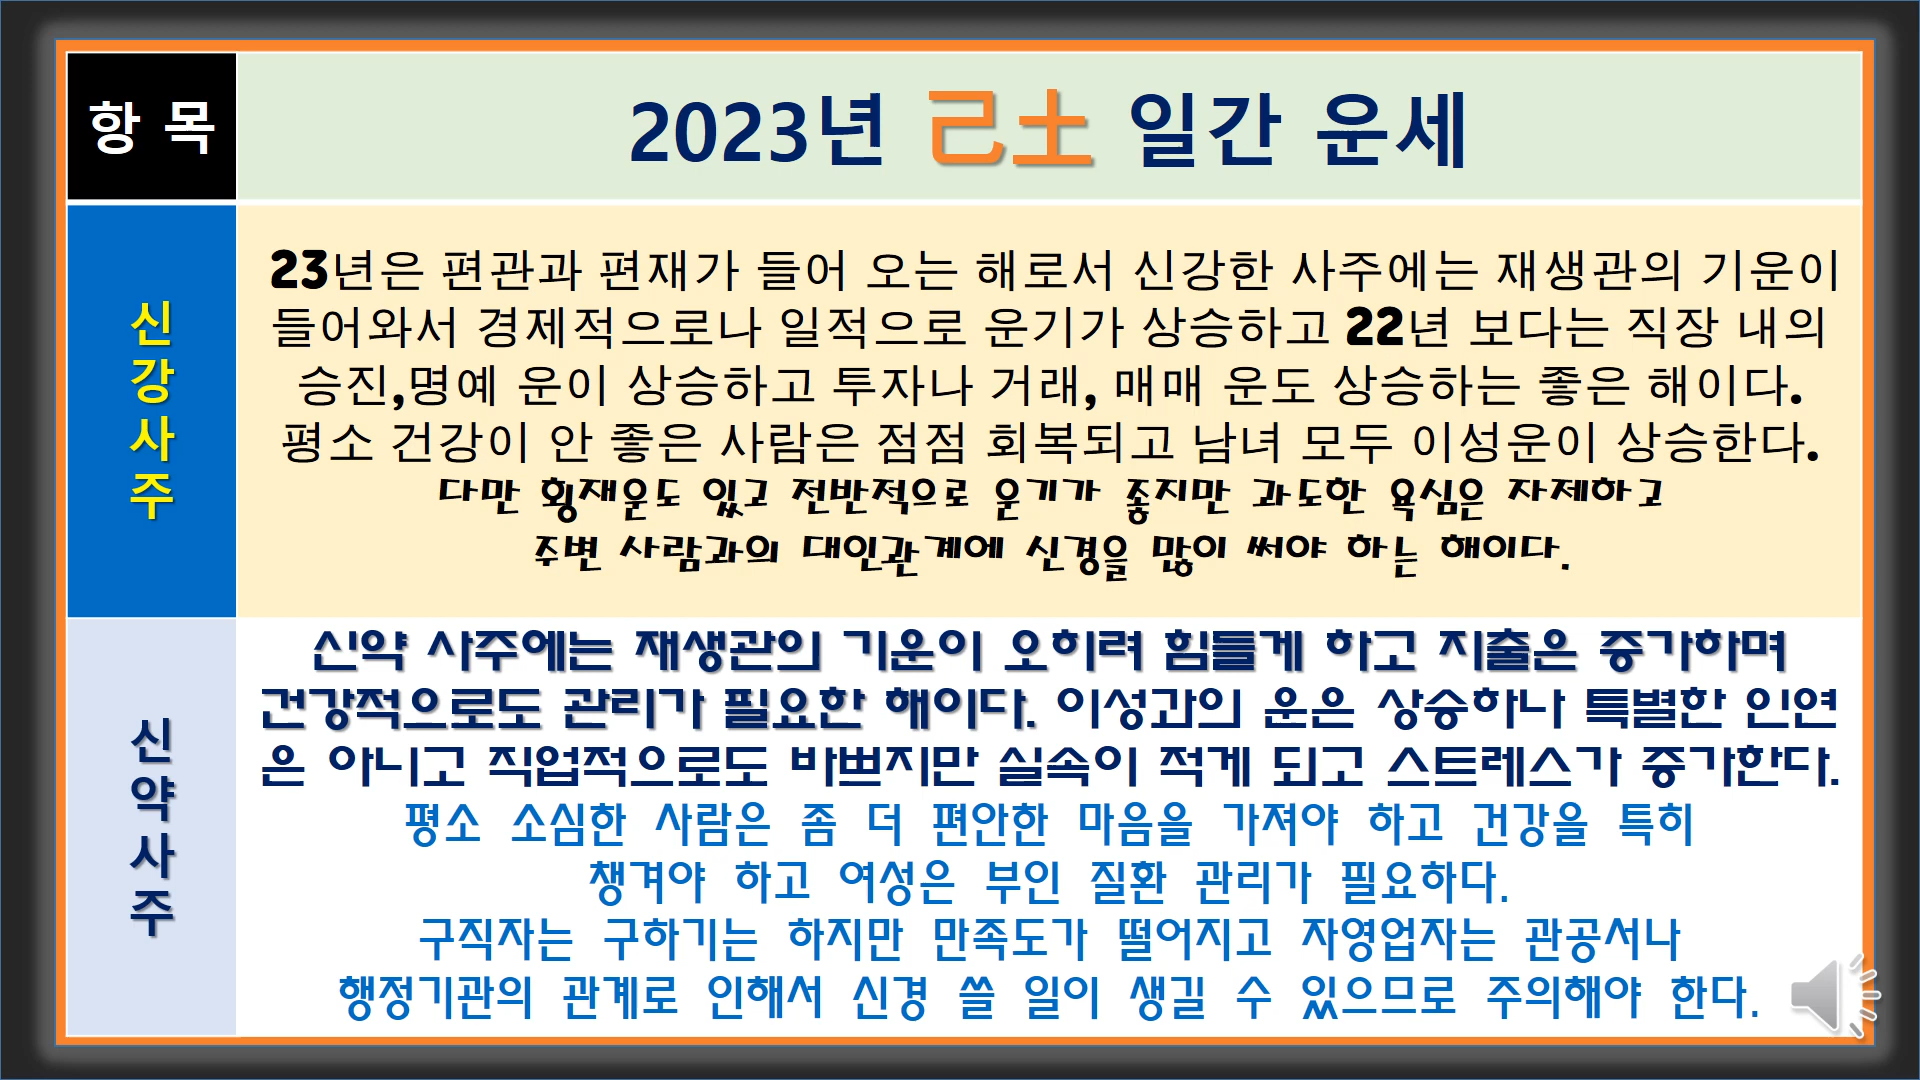 항 목
2023년 己土 일간 운세
신강사주
23년은 편관과 편재가 들어 오는 해로서 신강한 사주에는 재생관의 기운이
들어와서 경제적으로나 일적으로 운기가 상승하고 22년 보다는 직장 내의
승진,명예 운이 상승하고 투자나 거래, 매매 운도 상승하는 좋은 해이다.
평소 건강이 안 좋은 사람은 점점 회복되고 남녀 모두 이성운이 상승한다.
다만 횡재운도 있고 전반적으로 운기가 좋지만 과도한 욕심은 자제하고
주변 사람과의 대인관계에 신경을 많이 써야 하는 해이다.
신약사주
신약 사주에는 재생관의 기운이 오히려 힘들게 하고 지출은 증가하며
건강적으로도 관리가 필요한 해이다. 이성과의 운은 상승하나 특별한 인연
은 아니고 직업적으로도 바쁘지만 실속이 적게 되고 스트레스가 증가한다.
평소 소심한 사람은 좀 더 편안한 마음을 가져야 하고 건강을 특히
챙겨야 하고 여성은 부인 질환 관리가 필요하다.
구직자는 구하기는 하지만 만족도가 떨어지고 자영업자는 관공서나
행정기관의 관계로 인해서 신경 쓸 일이 생길 수 있으므로 주의해야 한다.